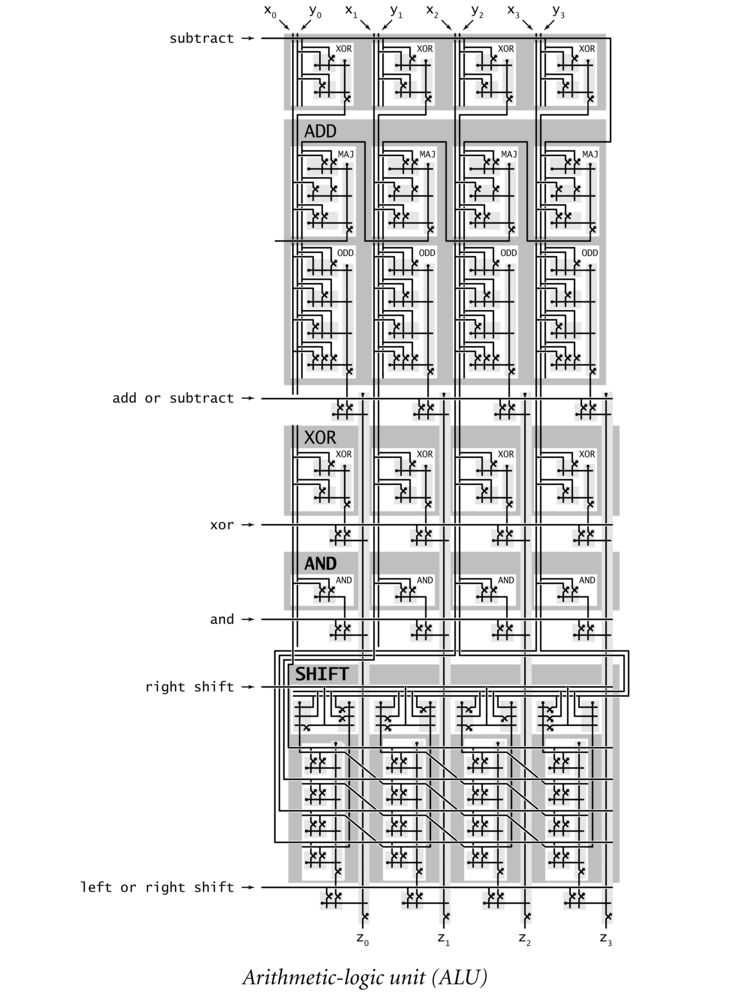 x₀ y₀ x₁ y₁ x₂ y₂ x₃ y₃
subtract
XOR XOR XOR XOR
ADD
MAJ MAJ MAJ MAJ
ODD ODD ODD ODD
add or subtract
XOR
XOR XOR XOR XOR
xor
AND
AND AND AND AND
and
SHIFT
right shift
left or right shift
z₀ z₁ z₂ z₃
Arithmetic-logic unit (ALU)